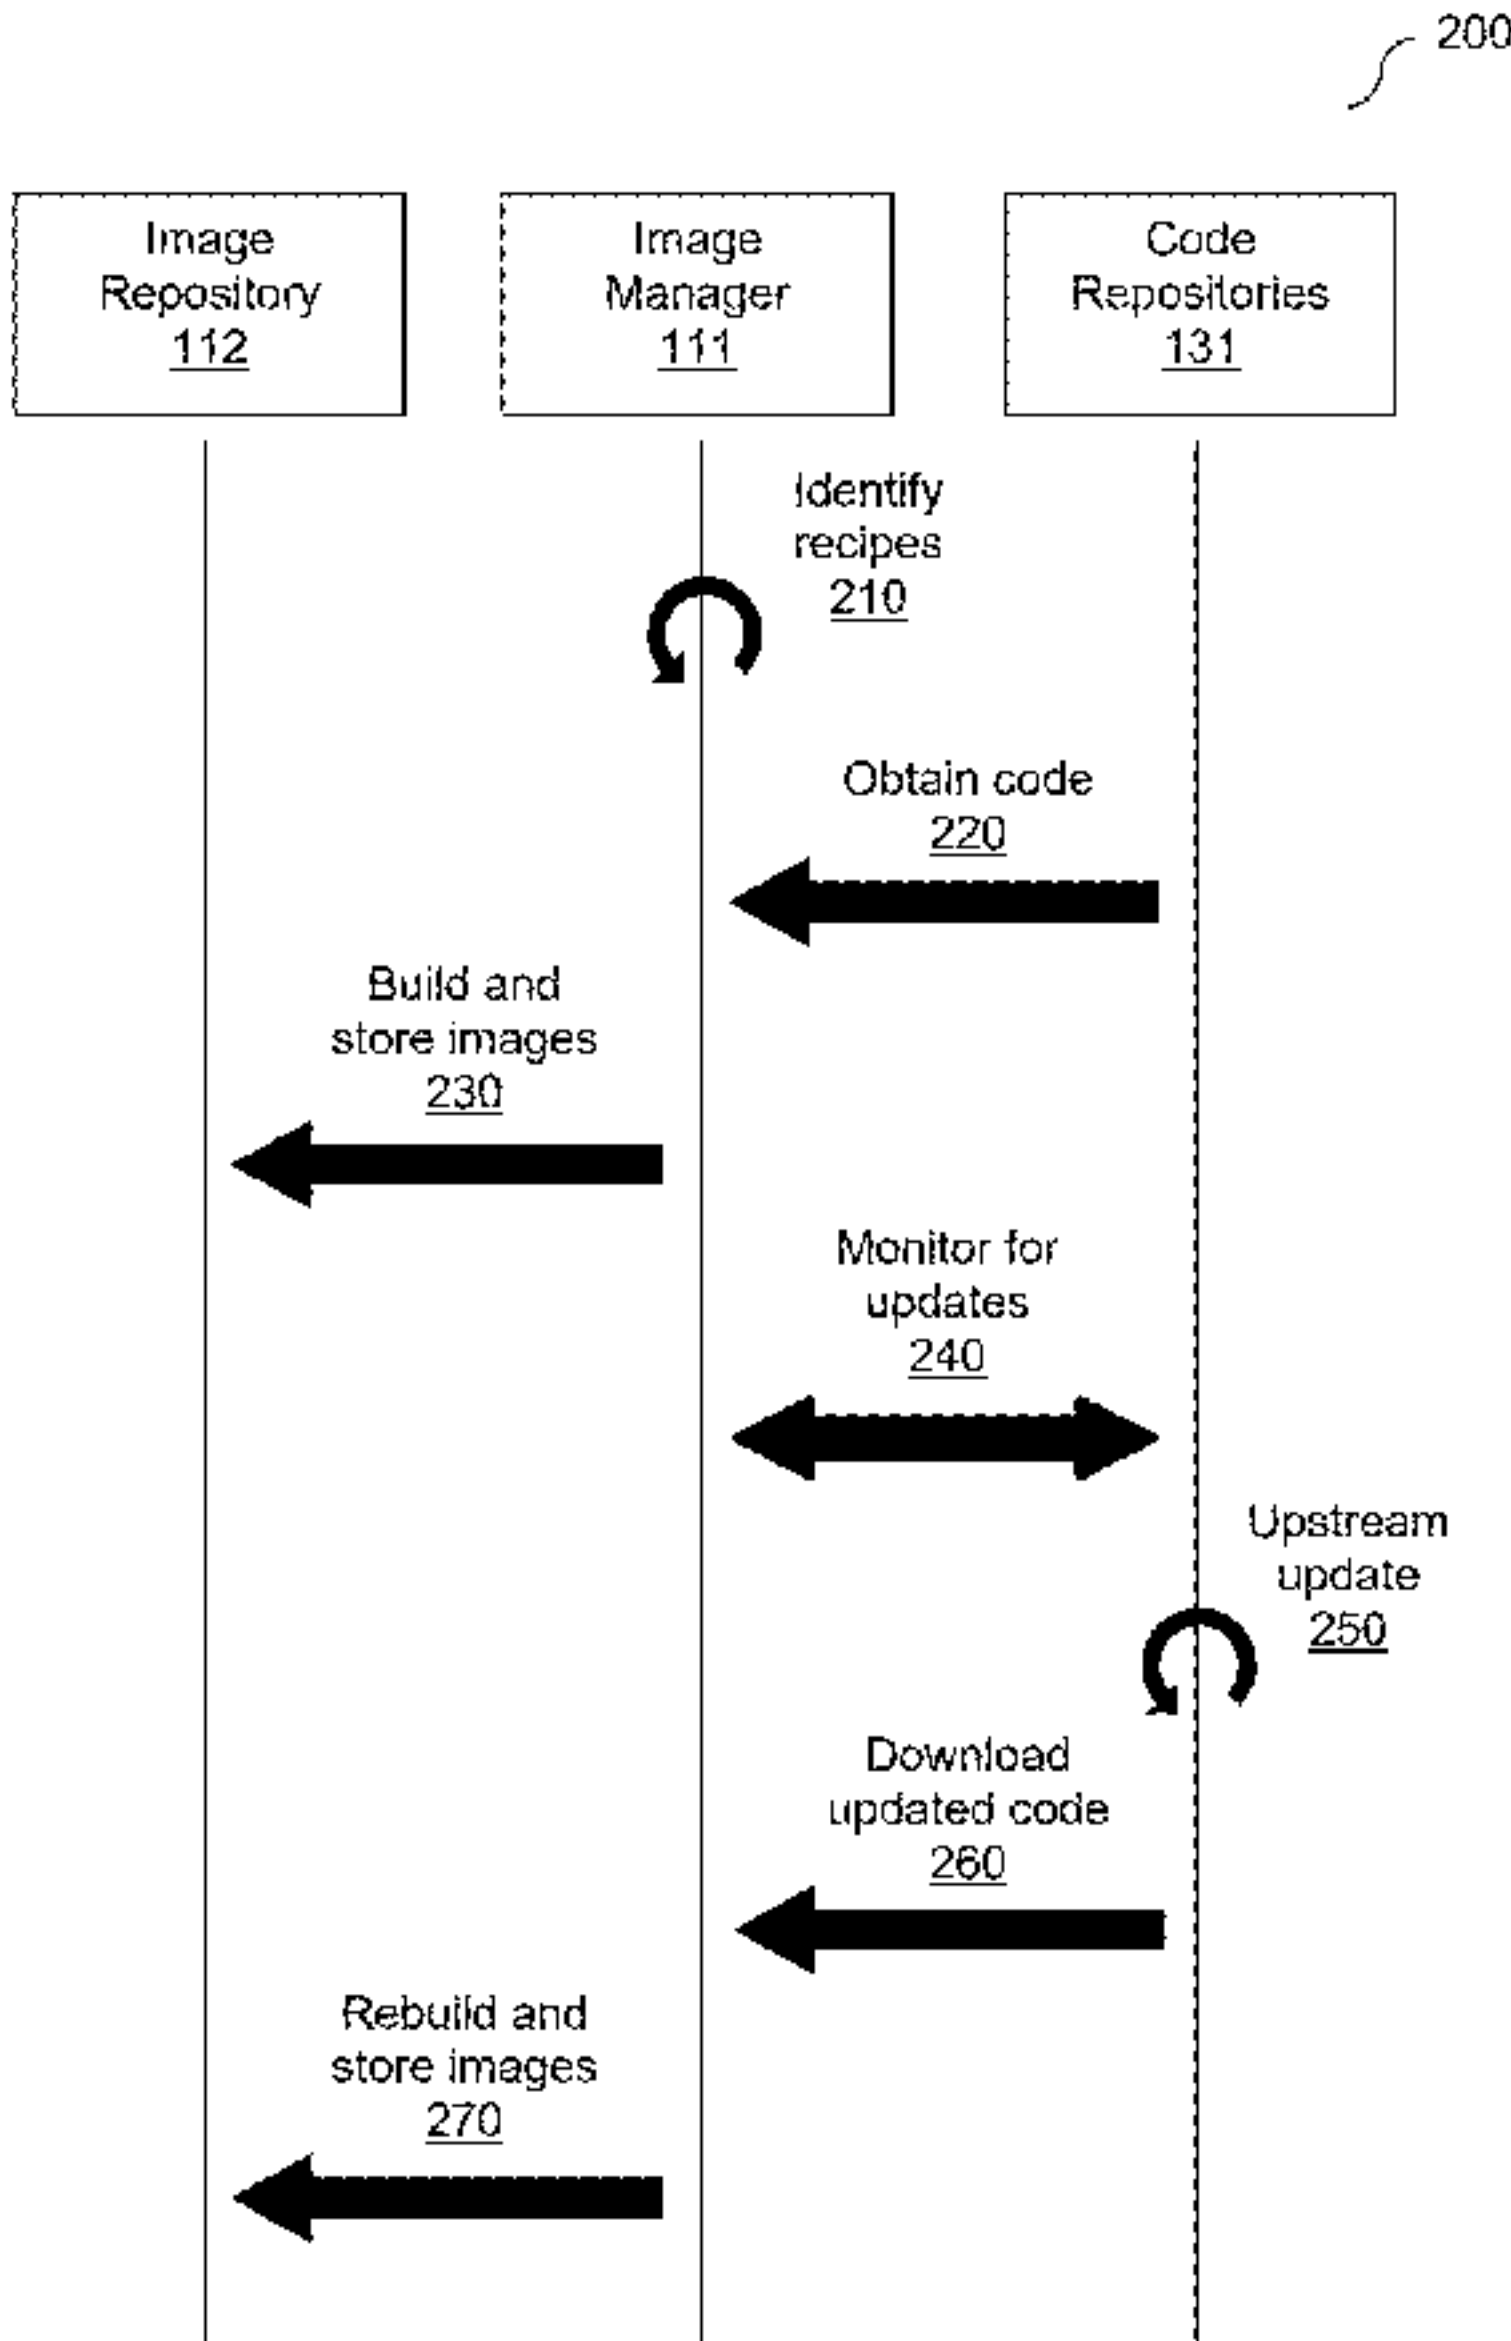 200
Image
Repository
112
Image
Manager
111
Code
Repositories
131
Identify
recipes
210
Obtain code
220
Build and
store images
230
Monitor for
updates
240
Upstream
update
250
Download
updated code
260
Rebuild and
store images
270